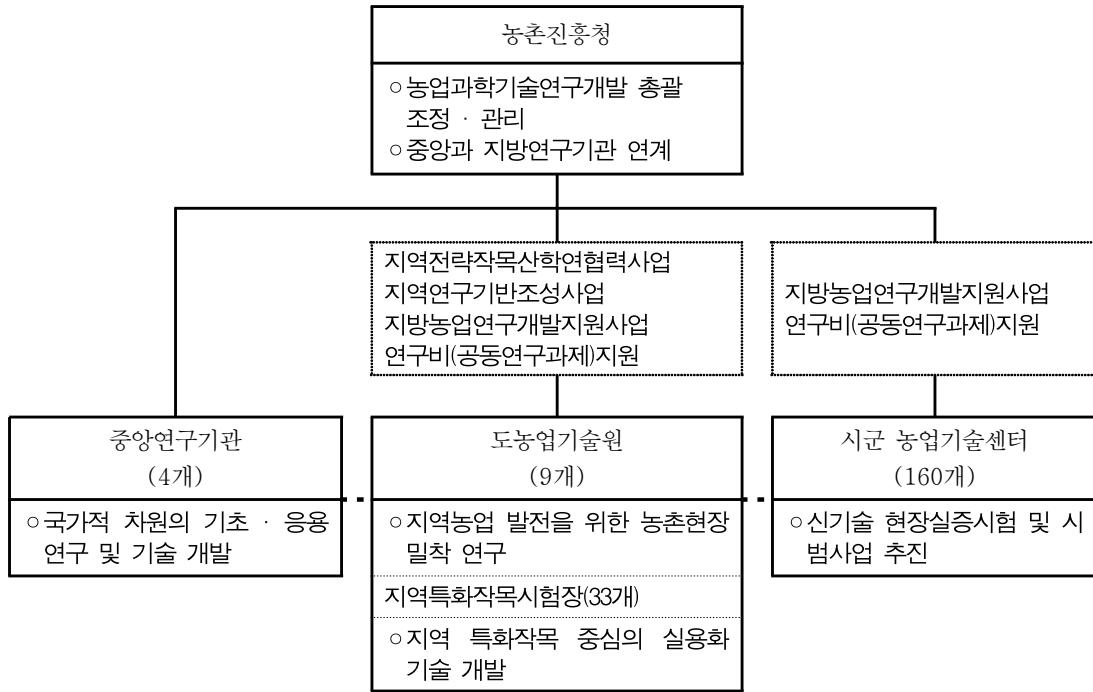 농촌진흥청
○농업과학기술연구개발 총괄
조정 · 관리
○중앙과 지방연구기관 연계
지역전략작목산학연협력사업
지역연구기반조성사업
지방농업연구개발지원사업
연구비(공동연구과제)지원
지방농업연구개발지원사업
연구비(공동연구과제)지원
중앙연구기관
(4개)
○국가적 차원의 기초 · 응용
연구 및 기술 개발
도농업기술원
(9개)
○지역농업 발전을 위한 농촌현장
밀착 연구
지역특화작목시험장(33개)
○지역 특화작목 중심의 실용화
기술 개발
시군 농업기술센터
(160개)
○신기술 현장실증시험 및 시
범사업 추진